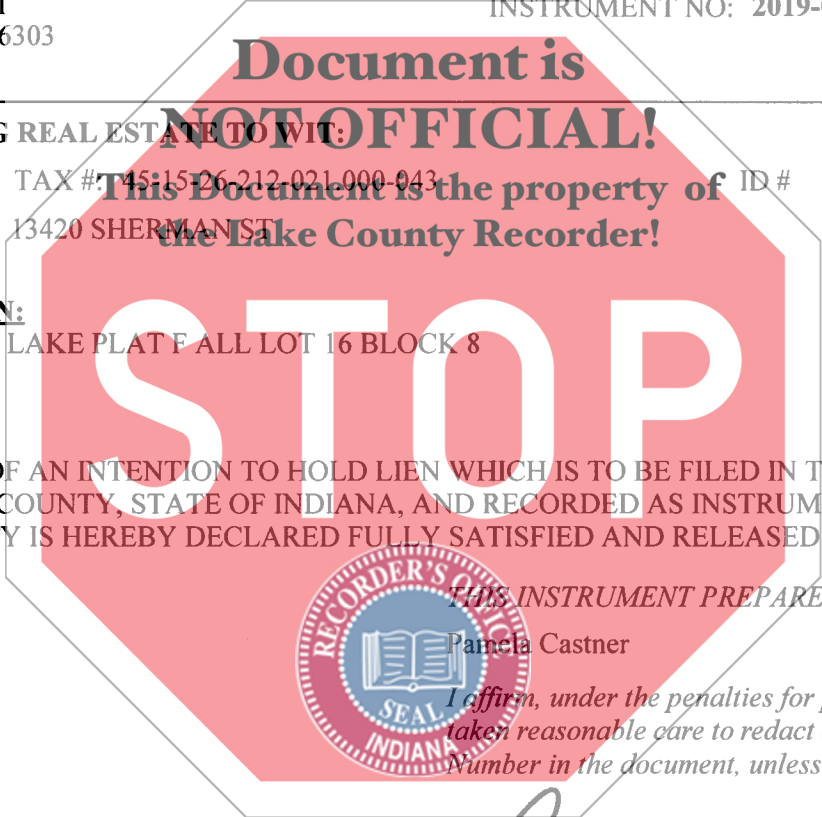 INSTRUMENT NO: 2019-
6303
Document is
NOT OFFICIAL!
G REAL ESTATE TO WIT:
TAX #: 45-15-26-212-021.000-043 ID #
This Document is the property of
13420 SHERMAN ST
the Lake County Recorder!
N:
LAKE PLAT F ALL LOT 16 BLOCK 8
STOP
OF AN INTENTION TO HOLD LIEN WHICH IS TO BE FILED IN T
COUNTY, STATE OF INDIANA, AND RECORDED AS INSTRUM
Y IS HEREBY DECLARED FULLY SATISFIED AND RELEASED
RECORDER'S OFFICE
SEAL
INDIANA
THIS INSTRUMENT PREPARE
Pamela Castner
I affirm, under the penalties for
taken reasonable care to redact
Number in the document, unless